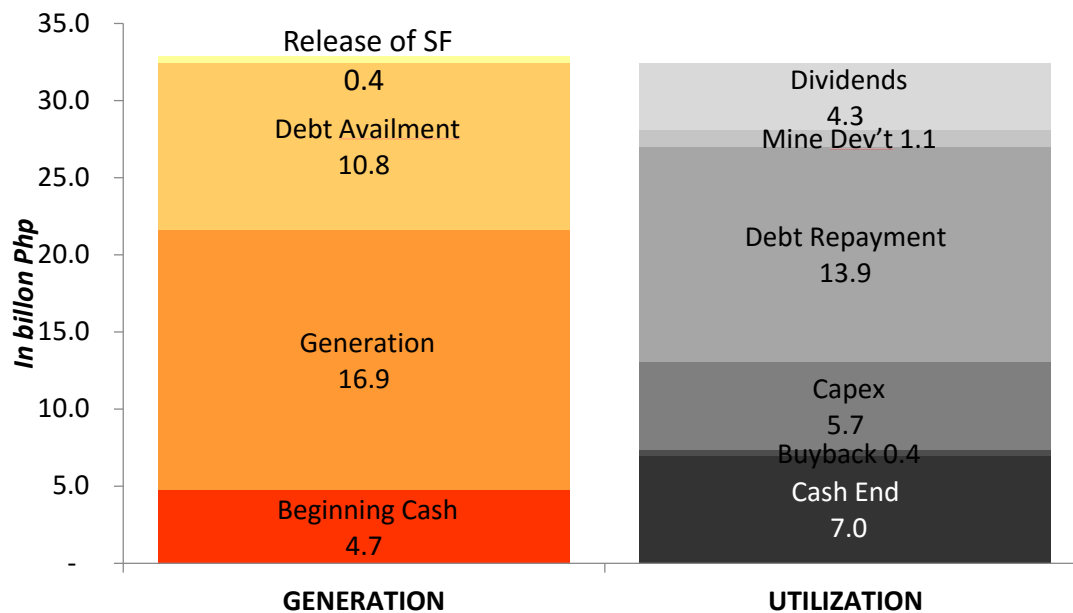 35.0
30.0
25.0
20.0
15.0
10.0
5.0
-
In billon Php
Release of SF
0.4
Debt Availment
10.8
Generation
16.9
Beginning Cash
4.7
GENERATION
Dividends
4.3
Mine Dev't 1.1
Debt Repayment
13.9
Capex
5.7
Buyback 0.4
Cash End
7.0
UTILIZATION